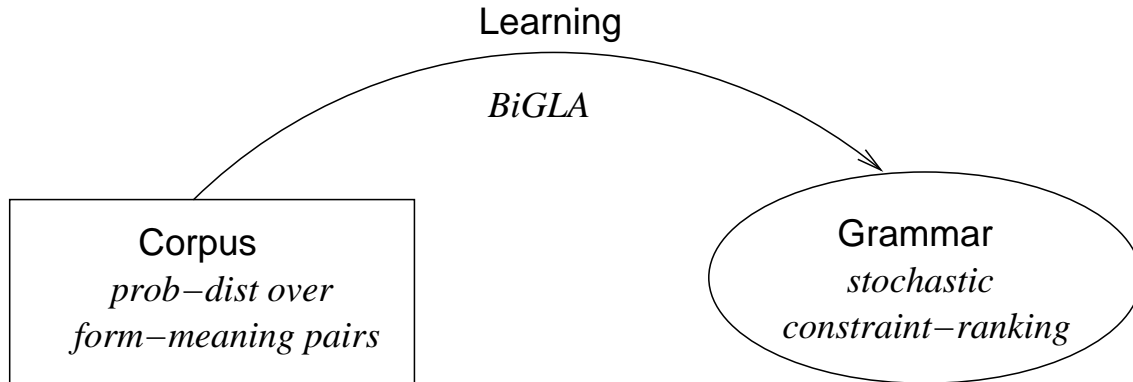 Learning
BiGLA
Corpus
prob−dist over
form−meaning pairs
Grammar
stochastic
constraint−ranking